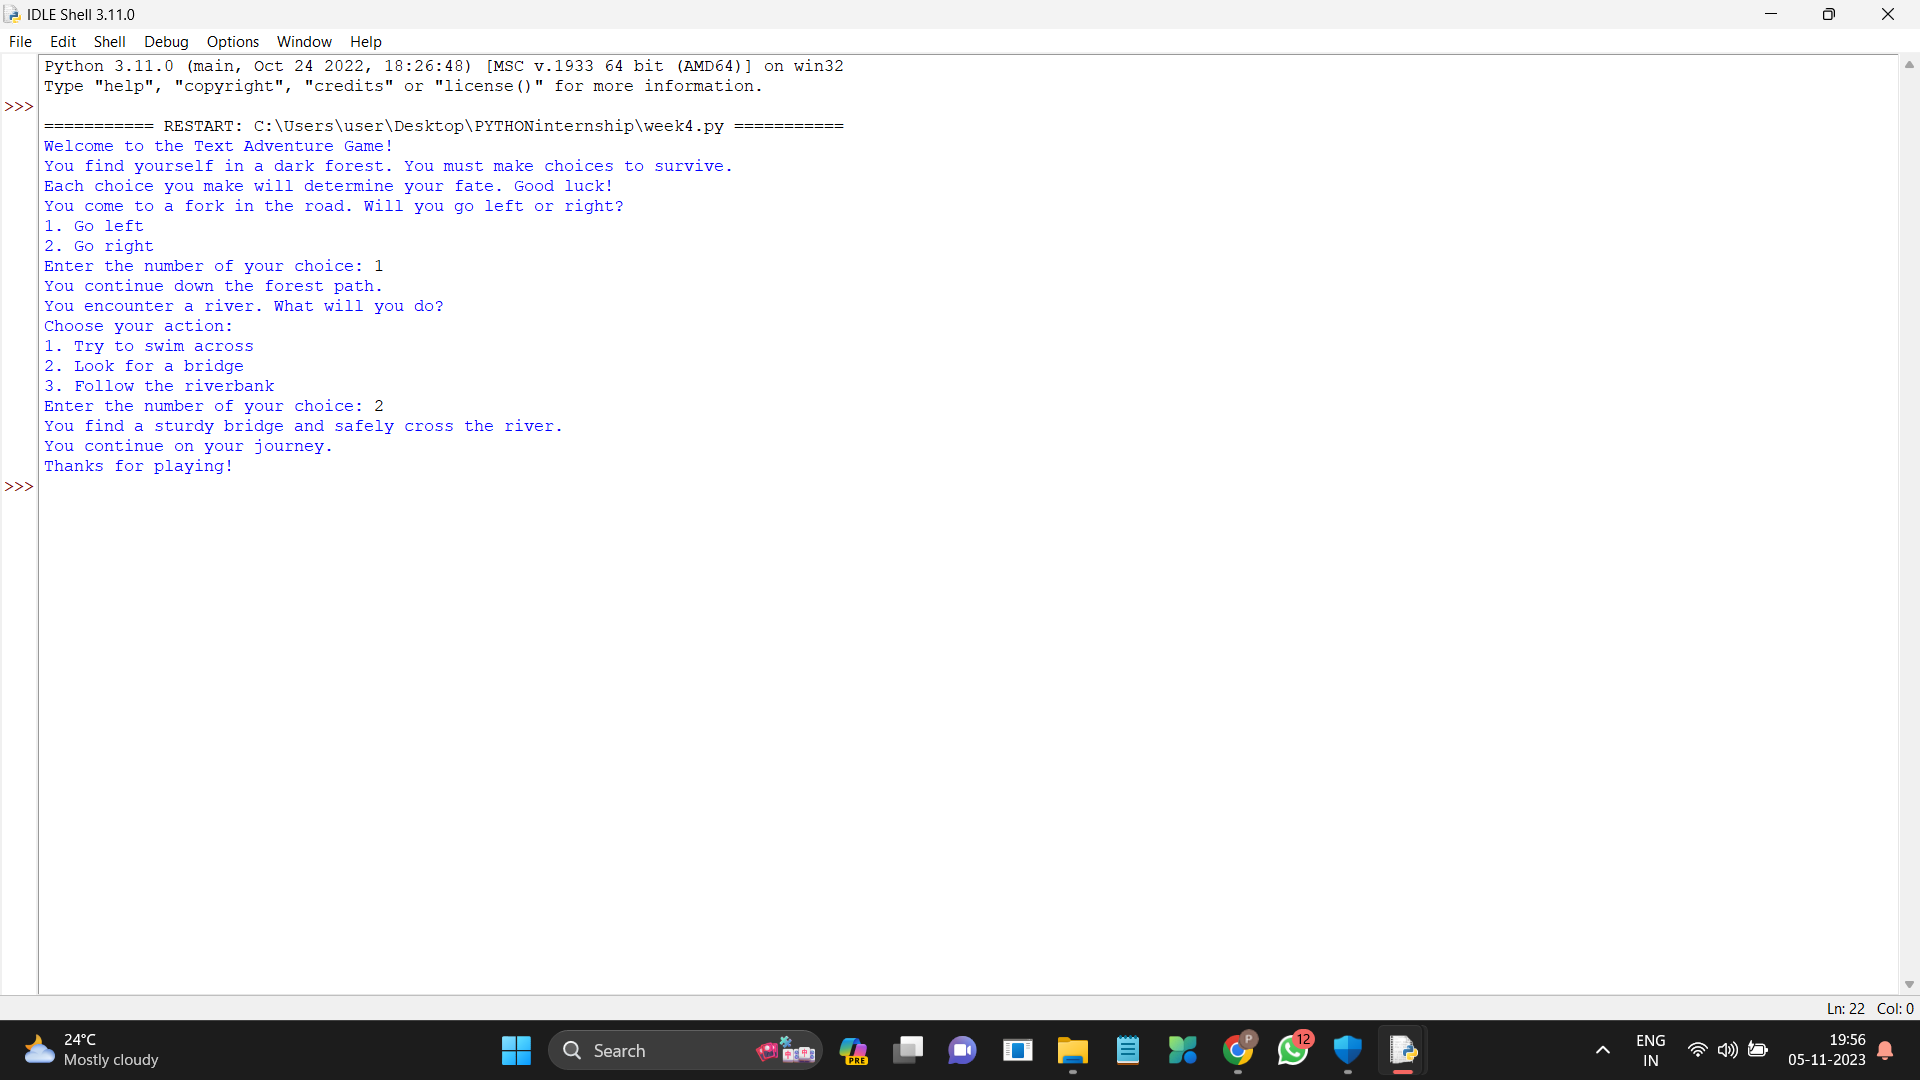 IDLE Shell 3.11.0
File Edit Shell Debug Options Window Help
Python 3.11.0 (main, Oct 24 2022, 18:26:48) [MSC v.1933 64 bit (AMD64)] on win32
Type "help", "copyright", "credits" or "license()" for more information.
>>>
=========== RESTART: C:\Users\user\Desktop\PYTHONinternship\week4.py ===========
Welcome to the Text Adventure Game!
You find yourself in a dark forest. You must make choices to survive.
Each choice you make will determine your fate. Good luck!
You come to a fork in the road. Will you go left or right?
1. Go left
2. Go right
Enter the number of your choice: 1
You continue down the forest path.
You encounter a river. What will you do?
Choose your action:
1. Try to swim across
2. Look for a bridge
3. Follow the riverbank
Enter the number of your choice: 2
You find a sturdy bridge and safely cross the river.
You continue on your journey.
Thanks for playing!
>>>
Ln: 22 Col: 0
24°C
Mostly cloudy
Search
PRE
P
12
ENG
IN
19:56
05-11-2023